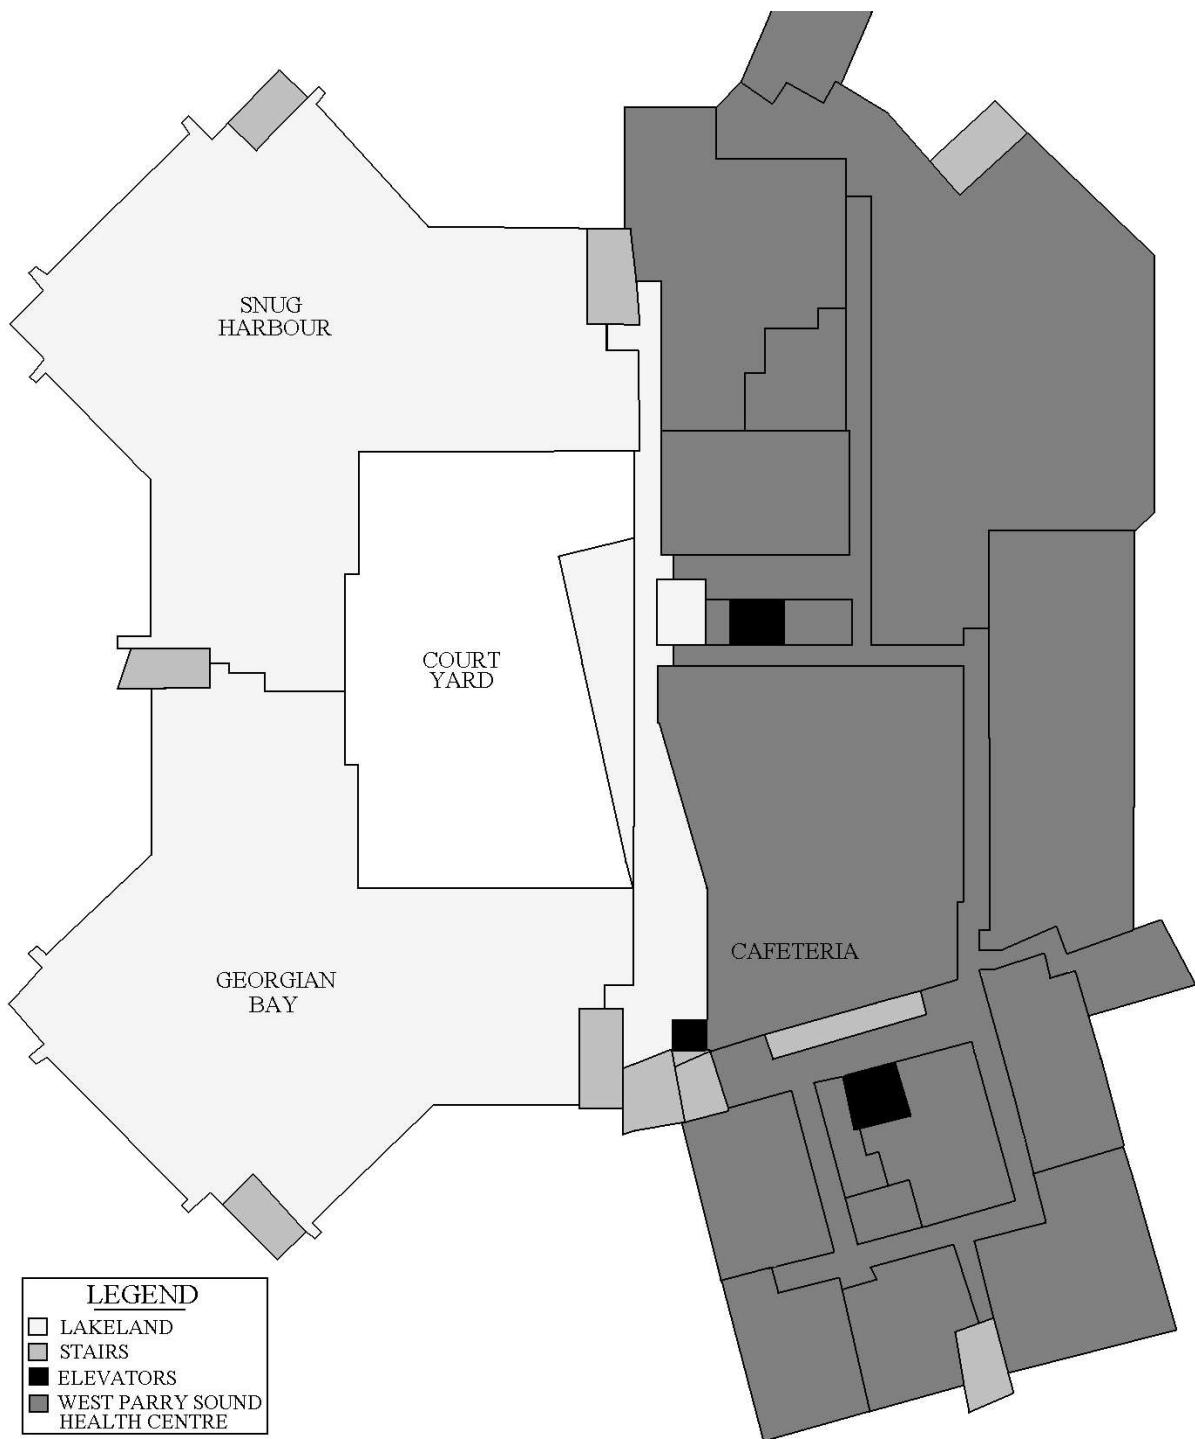 SNUG
HARBOUR
COURT
YARD
CAFETERIA
GEORGIAN
BAY
LEGEND
LAKELAND
STAIRS
ELEVATORS
WEST PARRY SOUND
HEALTH CENTRE